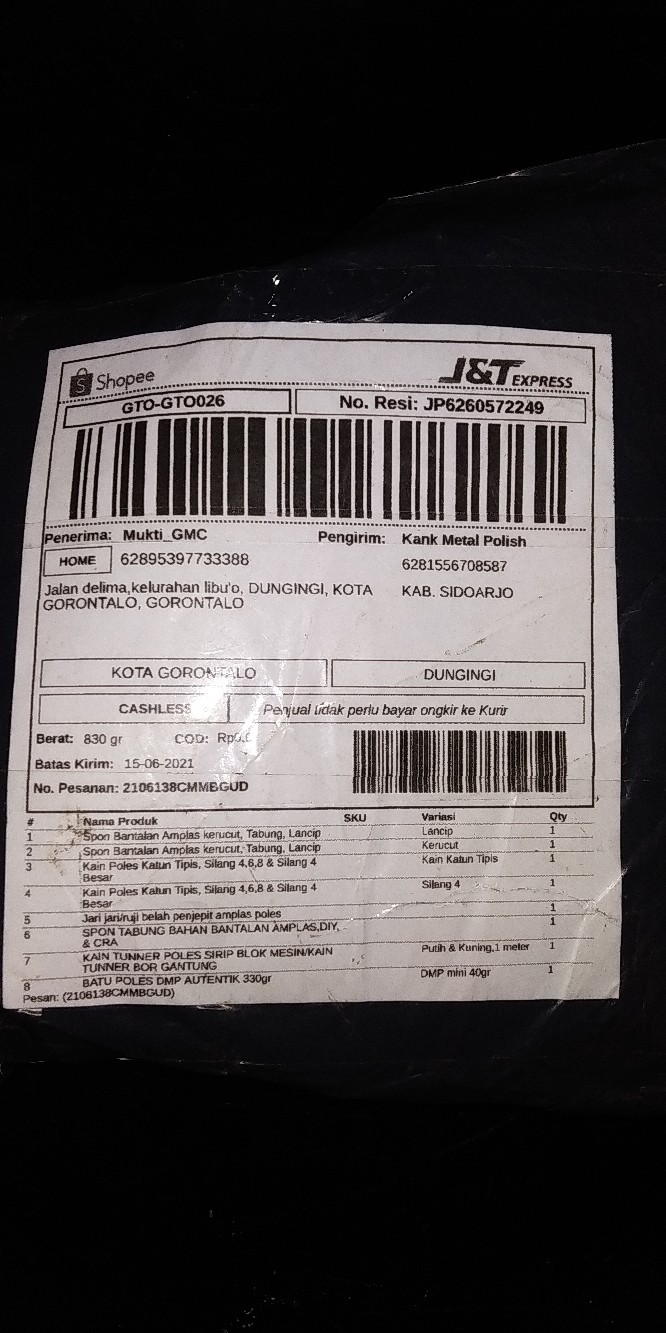 Shopee
J&T EXPRESS
GTO-GTO026
No. Resi: JP6260572249
Penerima: Mukti_GMC
Pengirim: Kank Metal Polish
HOME 62895397733388
6281556708587
Jalan delima,kelurahan libu'o, DUNGINGI, KOTA
GORONTALO, GORONTALO
KAB. SIDOARJO
KOTA GORONTALO
DUNGINGI
CASHLESS
Penjual tidak perlu bayar ongkir ke Kurir
Berat: 830 gr COD:
Batas Kirim: 15-06-2021
No. Pesanan: 2106138CMMBGUD
# Nama Produk SKU Variasi Qty
1 Spon Bantalan Amplas kerucut, Tabung, Lancip Lancip 1
2 Spon Bantalan Amplas kerucut, Tabung, Lancip Kerucut 1
3 Kain Poles Katun Tipis, Silang 4,6,8 & Silang 4 Kain Katun Tipis 1
Besar
4 Kain Poles Katun Tipis, Silang 4,6,8 & Silang 4 Silang 4 1
Besar
5 Jari jari/ruji belah penjepit amplas poles 1
6 SPON TABUNG BAHAN BANTALAN AMPLAS,DIY, 1
& CRA
7 KAIN TUNNER POLES SIRIP BLOK MESIN/KAIN Putih & Kuning,1 meter 1
TUNNER BOR GANTUNG
8 BATU POLES DMP AUTENTIK 330gr DMP mini 40gr 1
Pesan: (2106138CMMBGUD)